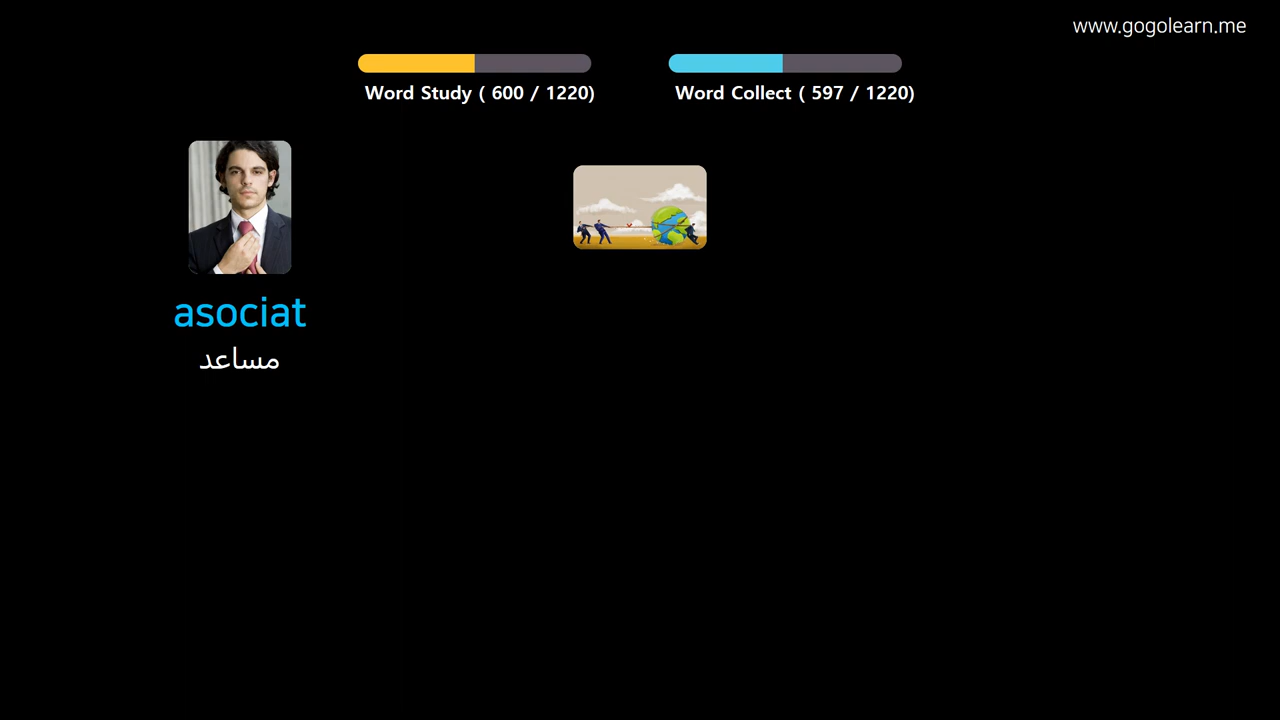 www.gogolearn.me
Word Study ( 600 / 1220)
Word Collect ( 597 / 1220)
asociat
مساعد